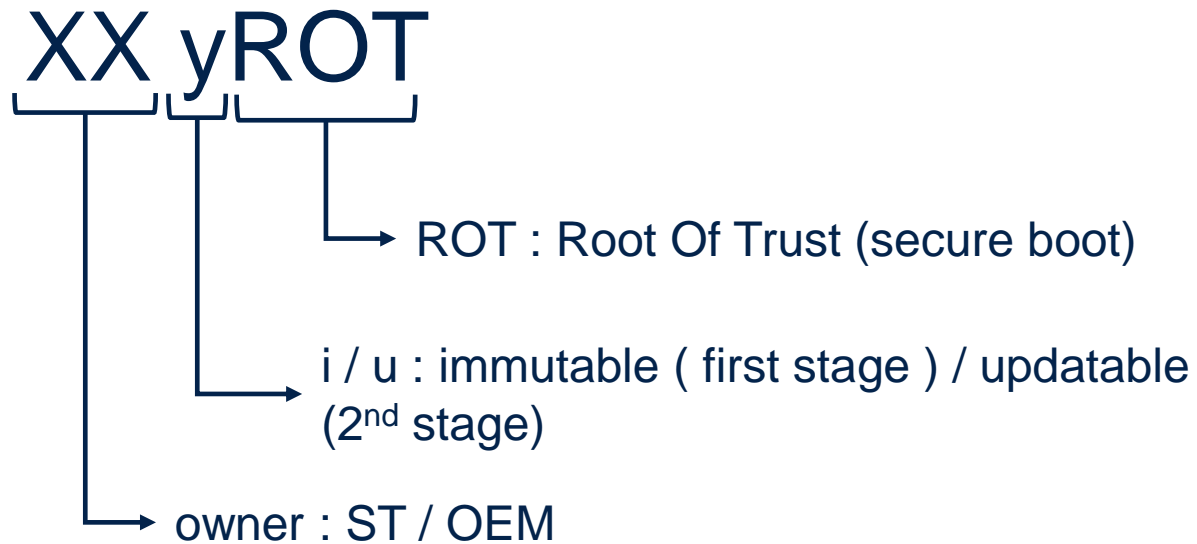 XX yROT
ROT : Root Of Trust (secure boot)
i / u : immutable ( first stage ) / updatable
(2nd stage)
owner : ST / OEM